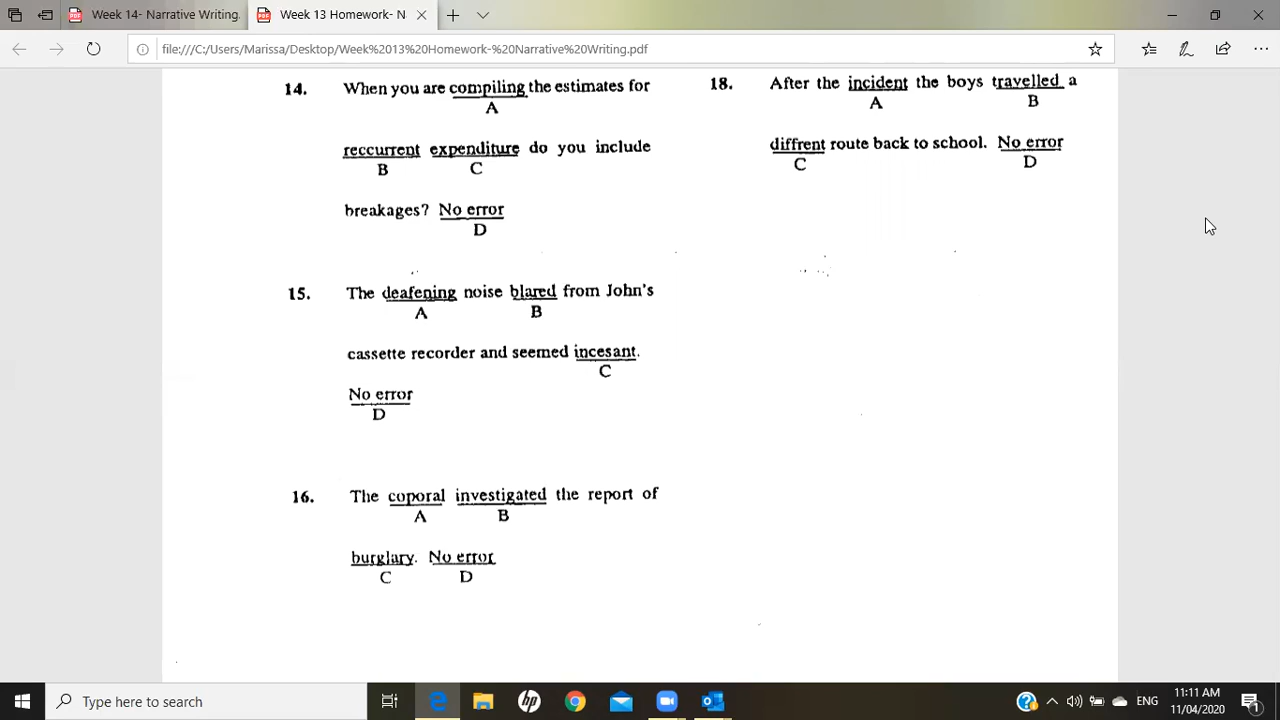 Week 14- Narrative Writing.
Week 13 Homework- N
file:///C:/Users/Marissa/Desktop/Week%2013%20Homework-%20Narrative%20Writing.pdf
14. When you are compiling the estimates for
A
reccurrent expenditure do you include
B C
breakages? No error
D
15. The deafening noise blared from John's
A B
cassette recorder and seemed incesant.
C
No error
D
16. The coporal investigated the report of
A B
burglary. No error
C D
18. After the incident the boys travelled a
A B
diffrent route back to school. No error
C D
Type here to search
hp
ENG
11:11 AM
11/04/2020
1